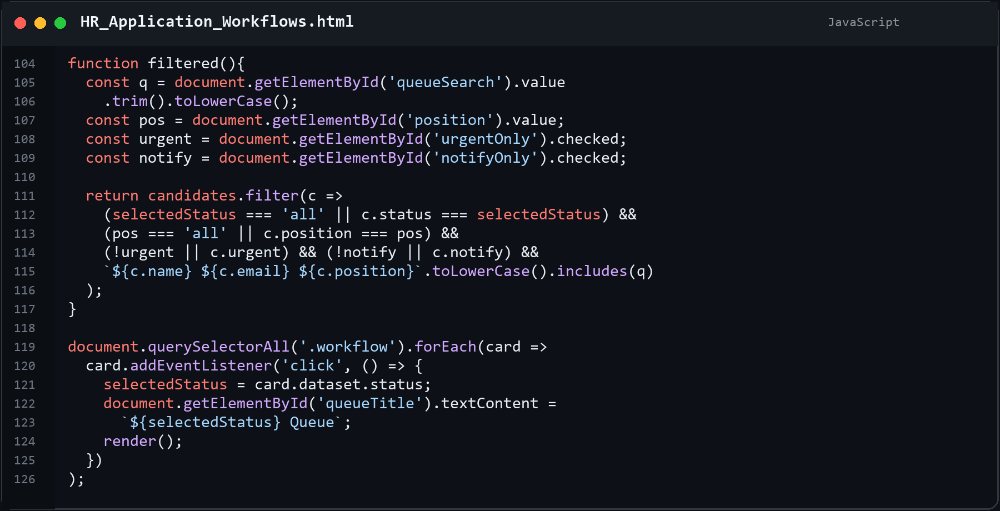 HR_Application_Workflows.html
JavaScript
104 function filtered(){
105   const q = document.getElementById('queueSearch').value
106     .trim().toLowerCase();
107   const pos = document.getElementById('position').value;
108   const urgent = document.getElementById('urgentOnly').checked;
109   const notify = document.getElementById('notifyOnly').checked;
110
111   return candidates.filter(c =>
112     (selectedStatus === 'all' || c.status === selectedStatus) &&
113     (pos === 'all' || c.position === pos) &&
114     (!urgent || c.urgent) && (!notify || c.notify) &&
115     `${c.name} ${c.email} ${c.position}`.toLowerCase().includes(q)
116   );
117 }
118
119 document.querySelectorAll('.workflow').forEach(card =>
120   card.addEventListener('click', () => {
121     selectedStatus = card.dataset.status;
122     document.getElementById('queueTitle').textContent =
123       `${selectedStatus} Queue`;
124     render();
125   })
126 );